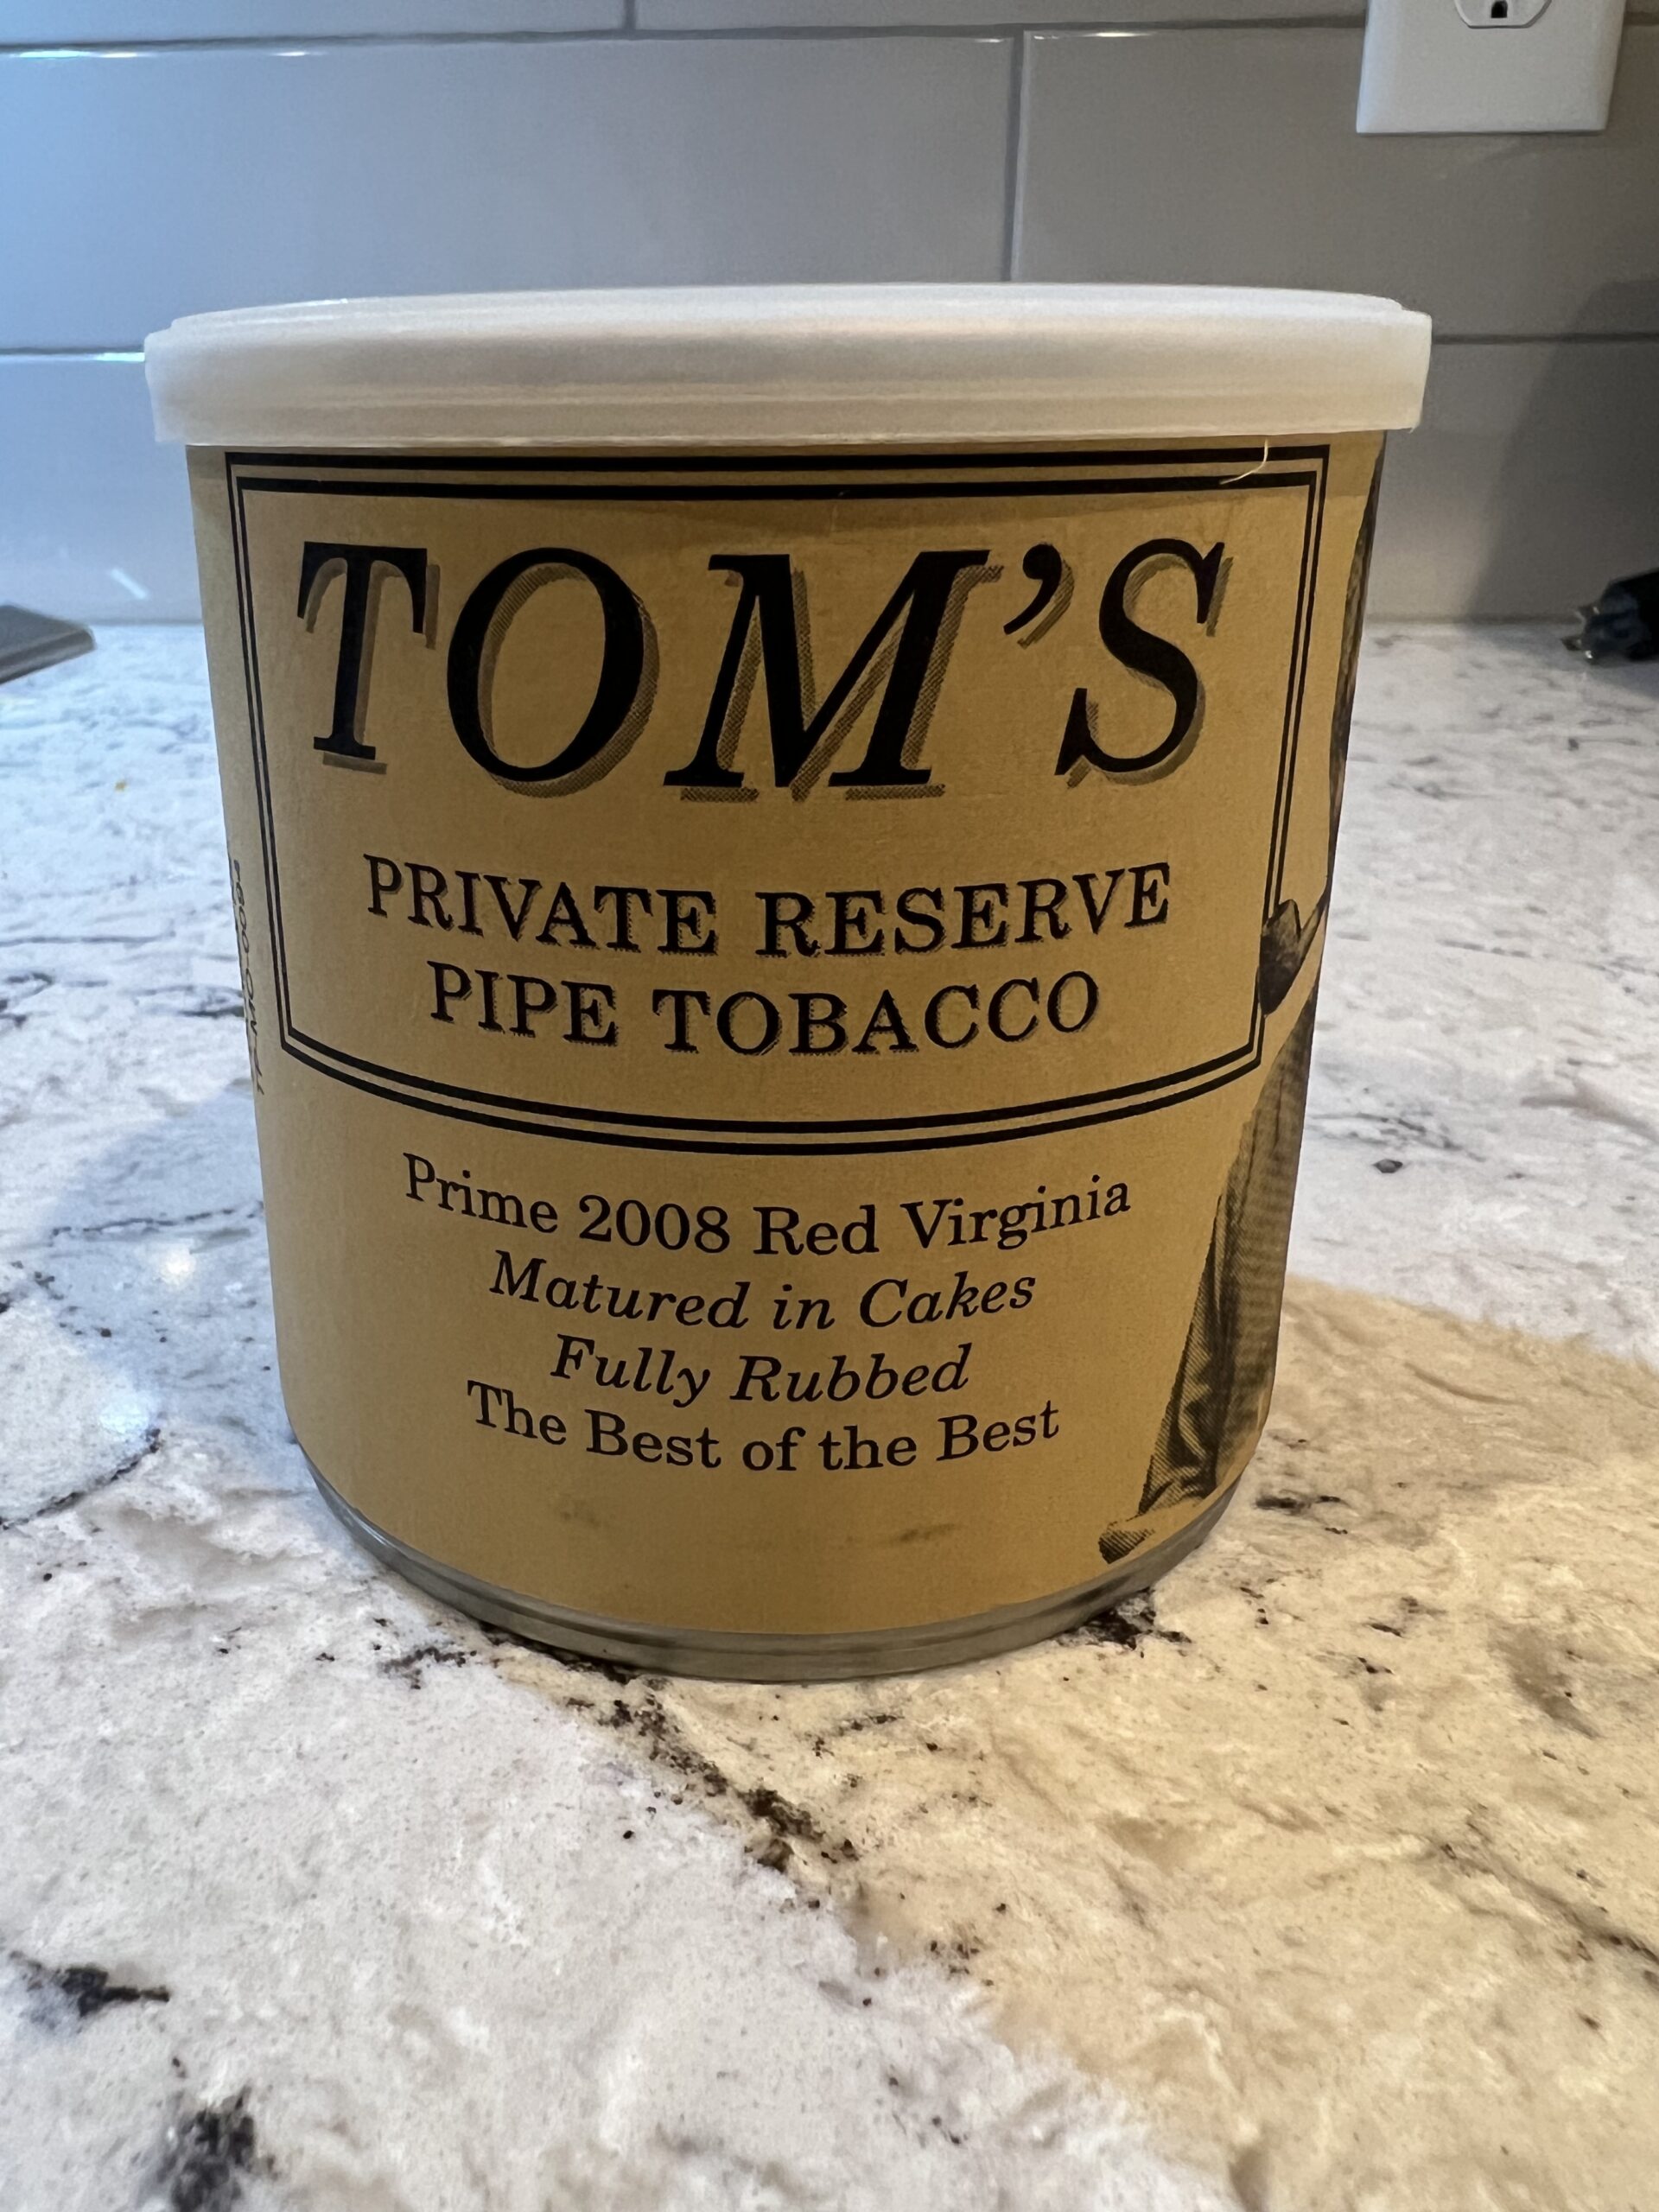 TOM'S
PRIVATE RESERVE
PIPE TOBACCO
Prime 2008 Red Virginia
Matured in Cakes
Fully Rubbed
The Best of the Best